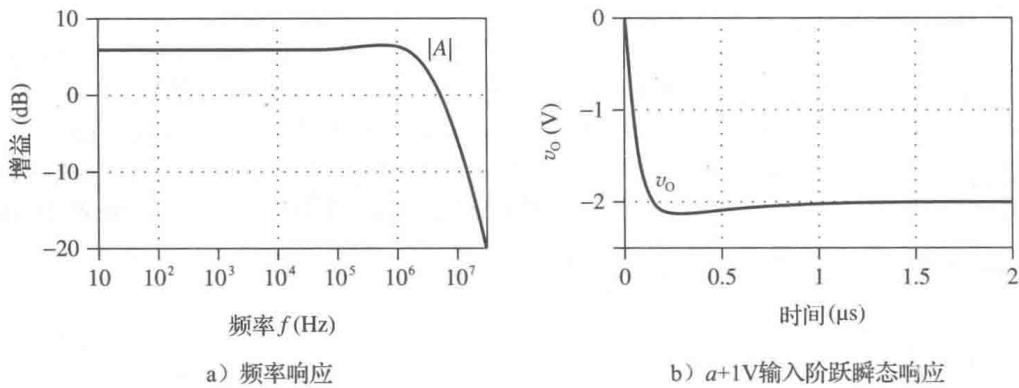 10
0
-10
-20
增益 (dB)
|A|
10 10² 10³ 10⁴ 10⁵ 10⁶ 10⁷
频率 f (Hz)
a）频率响应
0
-1
-2
v_O (V)
v_O
0 0.5 1 1.5 2
时间 (μs)
b）a+1V输入阶跃瞬态响应